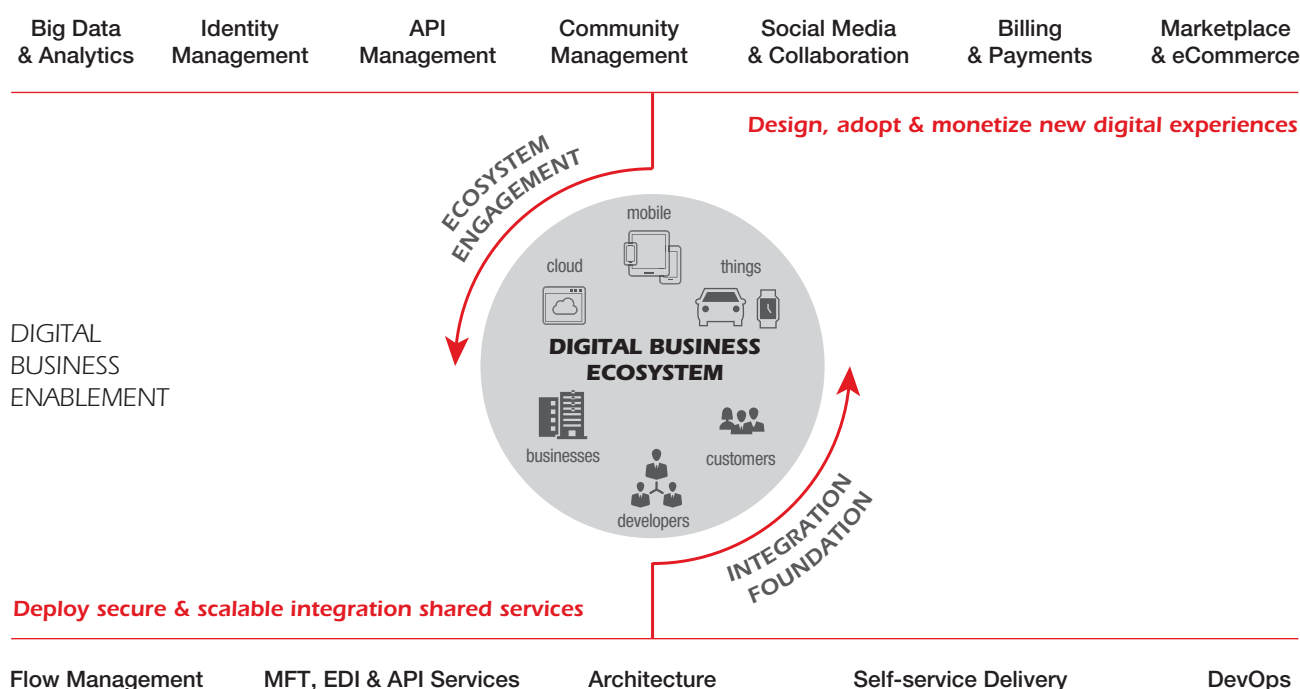 Big Data
& Analytics
Identity
Management
API
Management
Community
Management
Social Media
& Collaboration
Billing
& Payments
Marketplace
& eCommerce
Design, adopt & monetize new digital experiences
ECOSYSTEM
ENGAGEMENT
mobile
cloud
things
DIGITAL
BUSINESS
ENABLEMENT
DIGITAL BUSINESS
ECOSYSTEM
businesses
customers
developers
INTEGRATION
FOUNDATION
Deploy secure & scalable integration shared services
Flow Management
MFT, EDI & API Services
Architecture
Self-service Delivery
DevOps